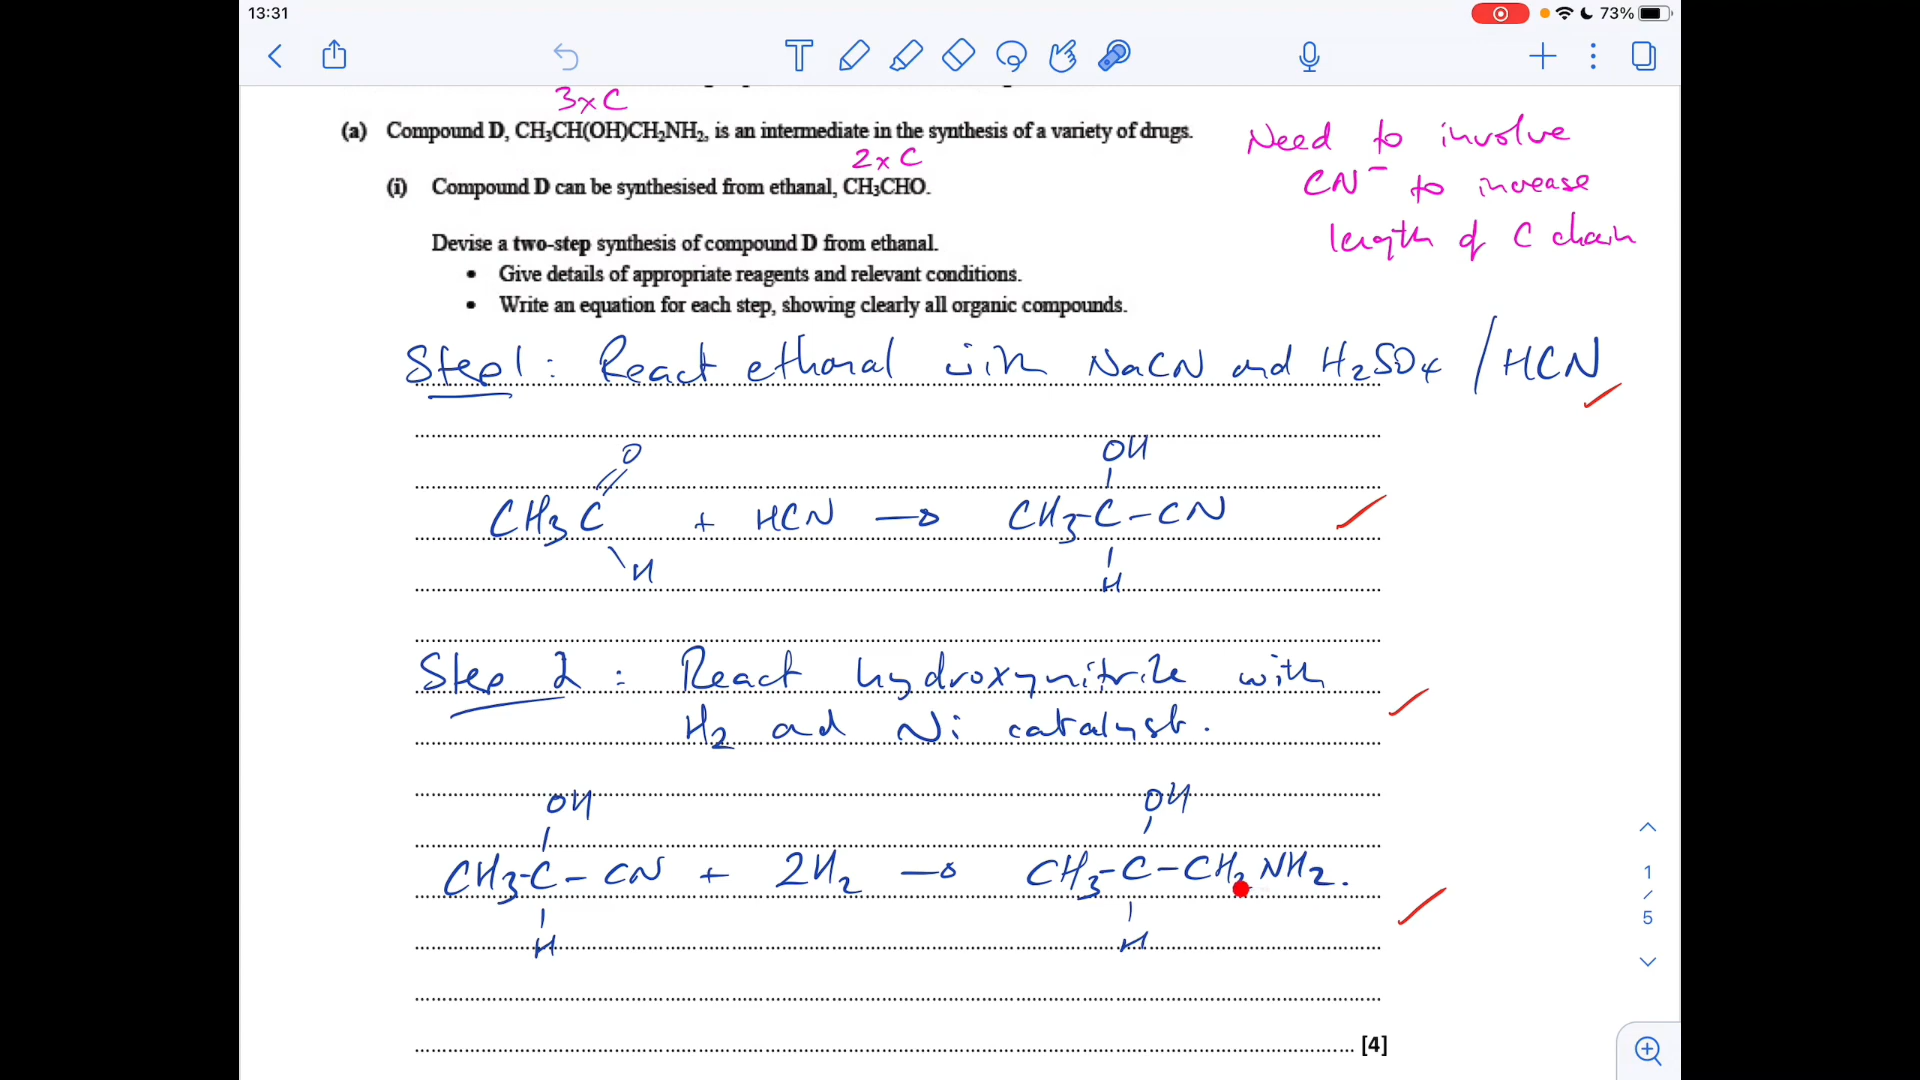 13:31
73%
3xC
(a) Compound D, CH₃CH(OH)CH₂NH₂, is an intermediate in the synthesis of a variety of drugs.
Need to involve
CN⁻ to increase
length of C chain
2xC
(i) Compound D can be synthesised from ethanal, CH₃CHO.
Devise a two-step synthesis of compound D from ethanal.
• Give details of appropriate reagents and relevant conditions.
• Write an equation for each step, showing clearly all organic compounds.
Step 1: React ethanal with NaCN and H₂SO₄ / HCN
O
OH
CH₃C + HCN → CH₃-C-CN
H
H
Step 2: React hydroxynitrile with
H₂ and Ni catalyst.
OH
OH
CH₃-C-CN + 2H₂ → CH₃-C-CH₂NH₂.
H
H
1
/
5
[4]